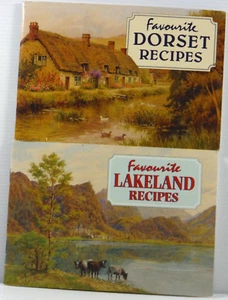 Favourite
DORSET
RECIPES
Favourite
LAKELAND
RECIPES